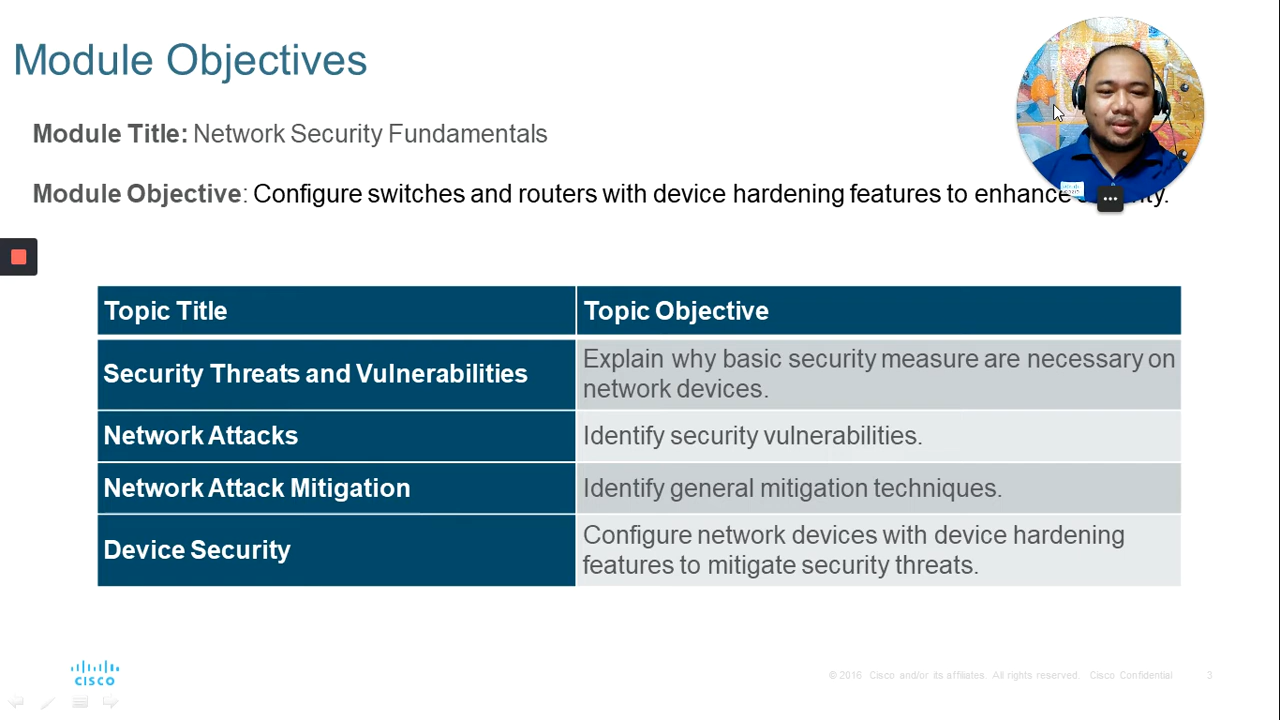 Module Objectives
Module Title: Network Security Fundamentals
Module Objective: Configure switches and routers with device hardening features to enhance
Topic Title
Topic Objective
Security Threats and Vulnerabilities
Explain why basic security measure are necessary on
network devices.
Network Attacks
Identify security vulnerabilities.
Network Attack Mitigation
Identify general mitigation techniques.
Device Security
Configure network devices with device hardening
features to mitigate security threats.
CISCO
© 2016 Cisco and/or its affiliates. All rights reserved. Cisco Confidential
3